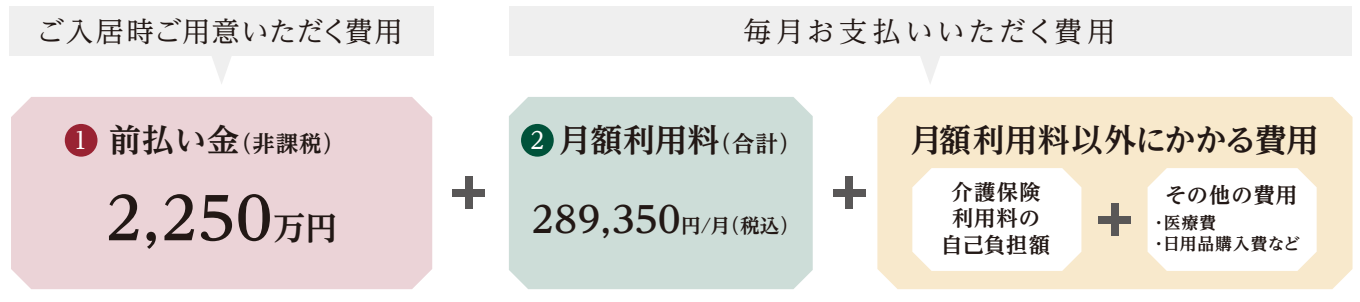 ご入居時ご用意いただく費用
毎月お支払いいただく費用
1 前払い金(非課税)
2,250万円
2 月額利用料(合計)
289,350円/月(税込)
月額利用料以外にかかる費用
介護保険
利用料の
自己負担額
その他の費用
・医療費
・日用品購入費など